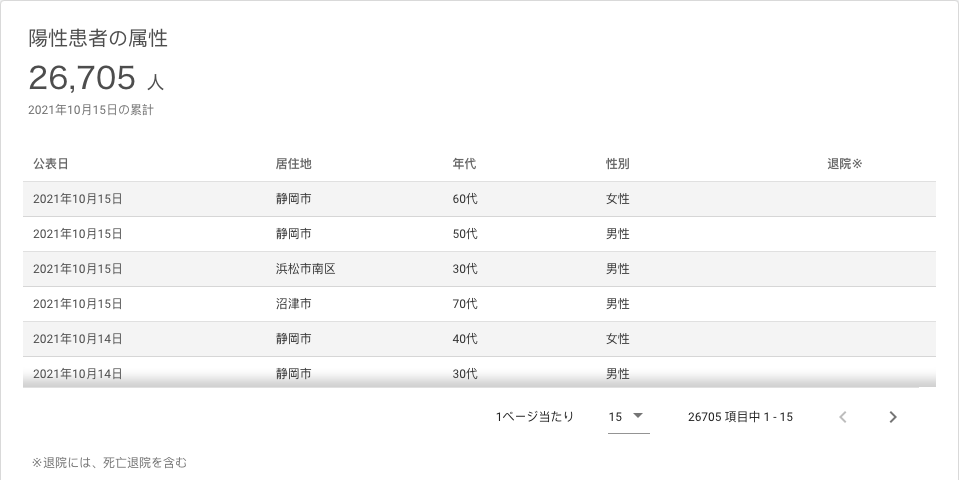 陽性患者の属性
26,705 人
2021年10月15日の累計
公表日 居住地 年代 性別 退院※
2021年10月15日 静岡市 60代 女性
2021年10月15日 静岡市 50代 男性
2021年10月15日 浜松市南区 30代 男性
2021年10月15日 沼津市 70代 男性
2021年10月14日 静岡市 40代 女性
2021年10月14日 静岡市 30代 男性
1ページ当たり 15 26705 項目中 1 - 15
※退院には、死亡退院を含む